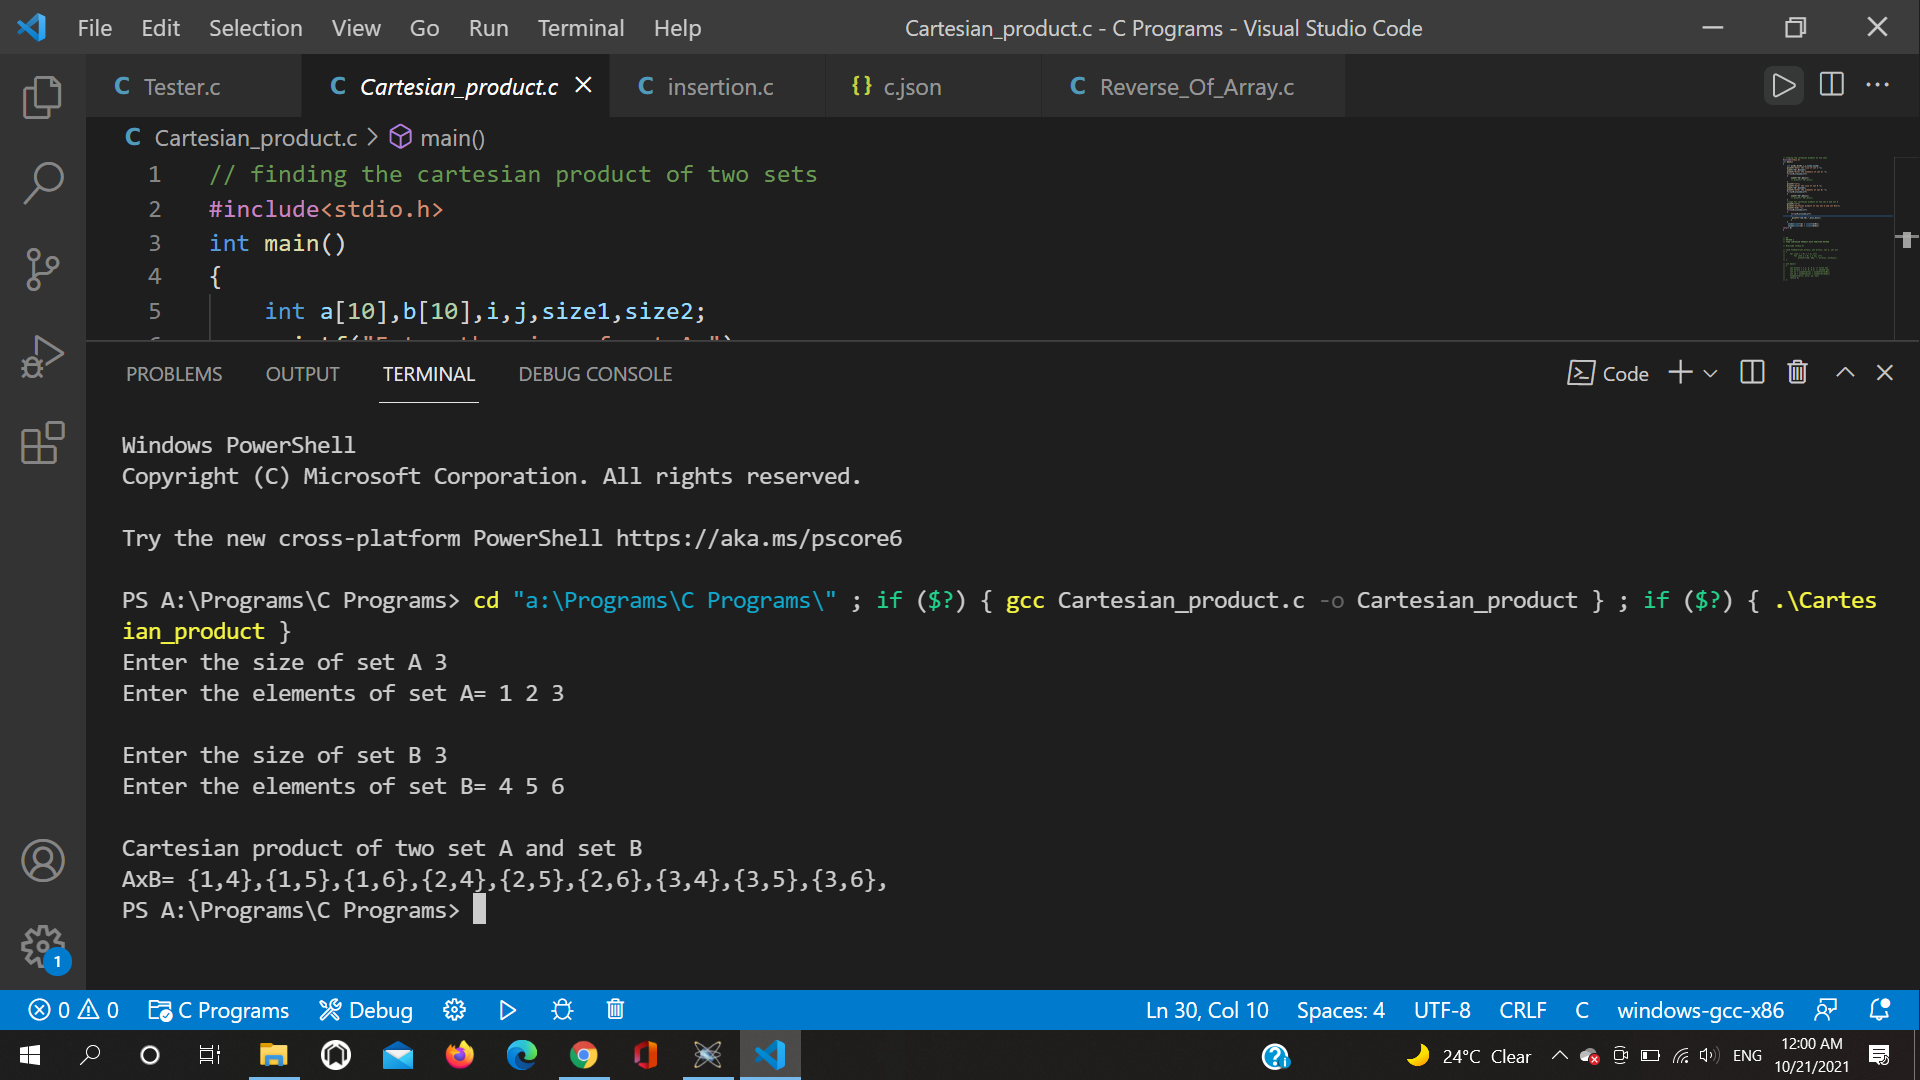 File Edit Selection View Go Run Terminal Help Cartesian_product.c - C Programs - Visual Studio Code
C Tester.c C Cartesian_product.c C insertion.c {} c.json C Reverse_Of_Array.c
C Cartesian_product.c > main()
1 // finding the cartesian product of two sets
2 #include<stdio.h>
3 int main()
4 {
5 int a[10],b[10],i,j,size1,size2;
PROBLEMS OUTPUT TERMINAL DEBUG CONSOLE Code
Windows PowerShell
Copyright (C) Microsoft Corporation. All rights reserved.
Try the new cross-platform PowerShell https://aka.ms/pscore6
PS A:\Programs\C Programs> cd "a:\Programs\C Programs\" ; if ($?) { gcc Cartesian_product.c -o Cartesian_product } ; if ($?) { .\Cartes
ian_product }
Enter the size of set A 3
Enter the elements of set A= 1 2 3
Enter the size of set B 3
Enter the elements of set B= 4 5 6
Cartesian product of two set A and set B
AxB= {1,4},{1,5},{1,6},{2,4},{2,5},{2,6},{3,4},{3,5},{3,6},
PS A:\Programs\C Programs>
1
0 0 C Programs Debug Ln 30, Col 10 Spaces: 4 UTF-8 CRLF C windows-gcc-x86
24°C Clear ENG 12:00 AM
10/21/2021